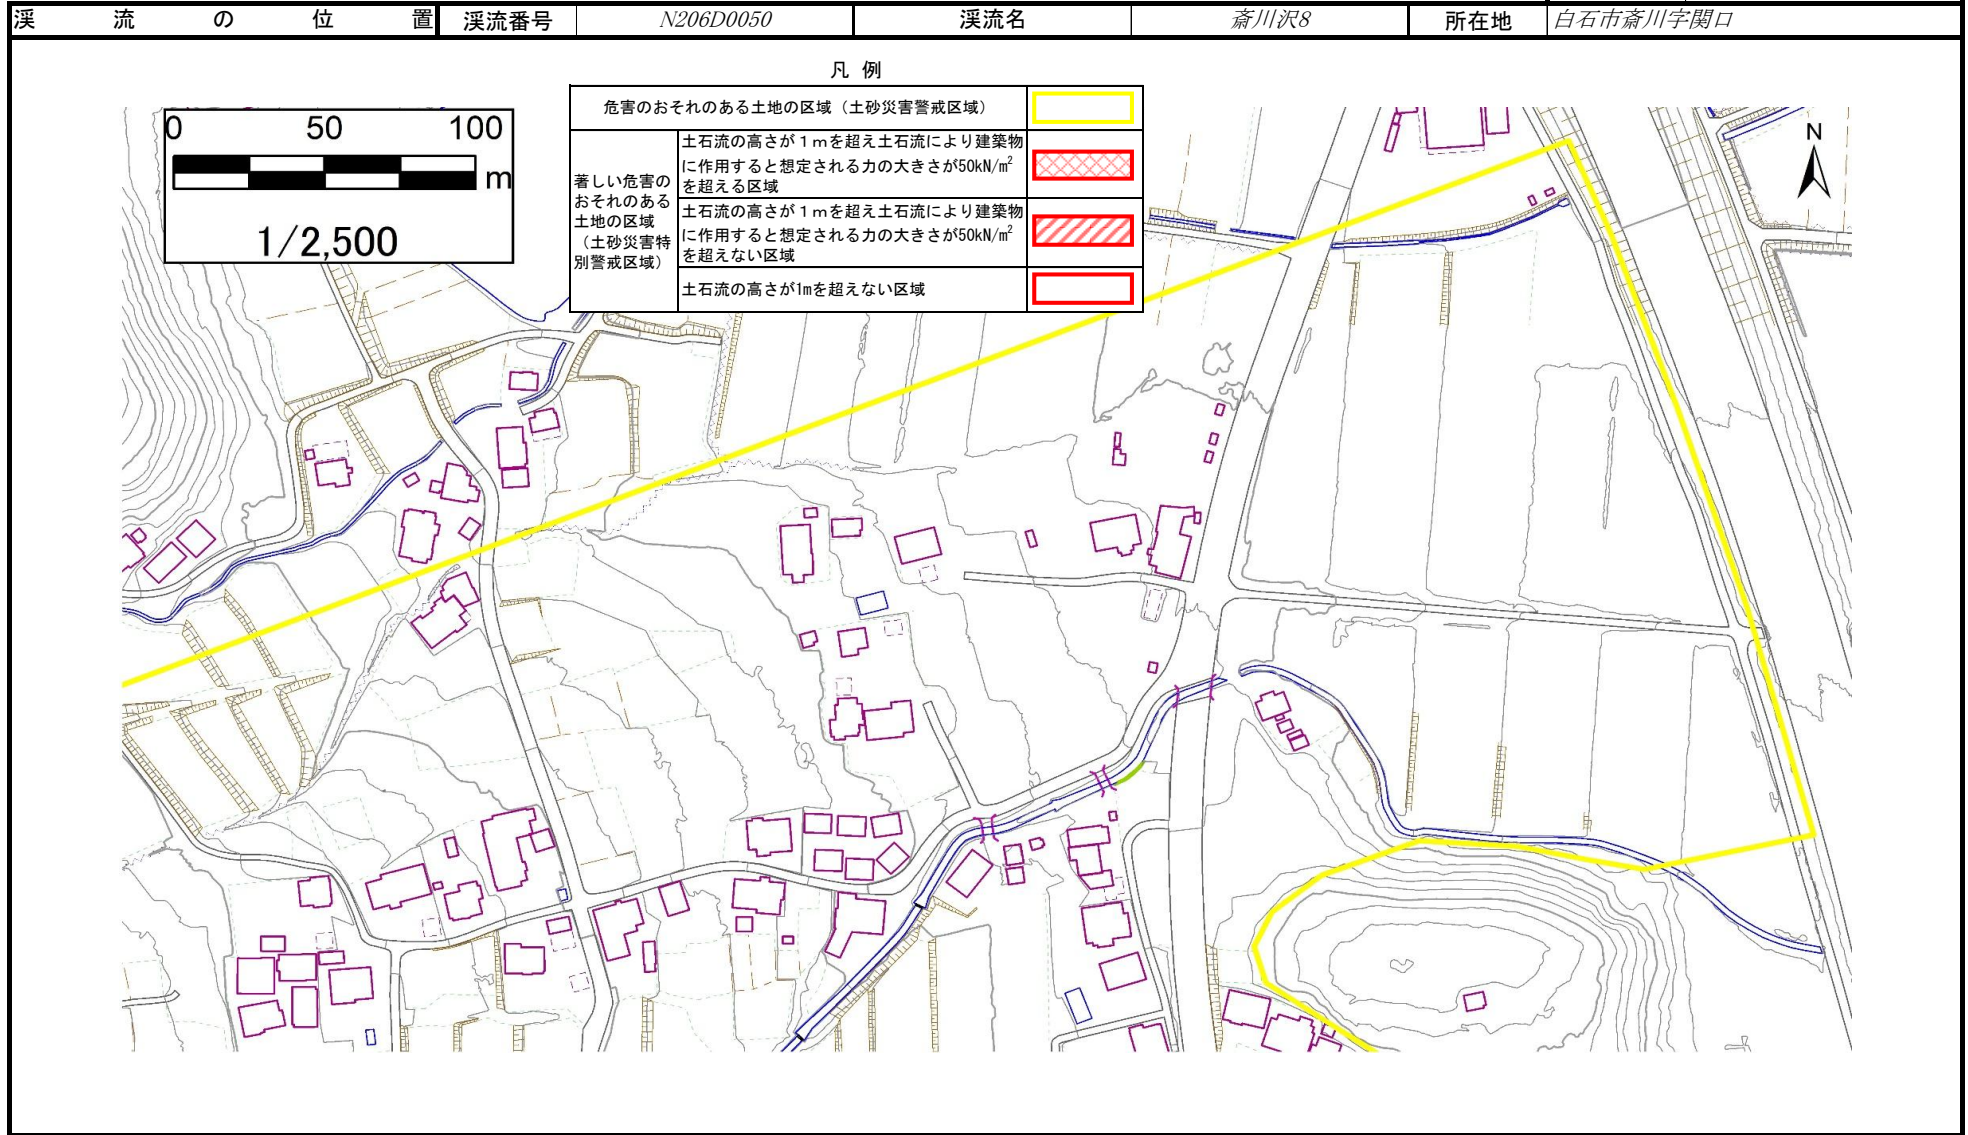 渓流の位置 渓流番号 N206D0050 渓流名 斎川沢8 所在地 白石市斎川字関口
凡 例
0 50 100
m
1/2,500
危害のおそれのある土地の区域（土砂災害警戒区域）
著しい危害の
おそれのある
土地の区域
（土砂災害特
別警戒区域）
土石流の高さが１ｍを超え土石流により建築物
に作用すると想定される力の大きさが50kN/㎡
を超える区域
土石流の高さが１ｍを超え土石流により建築物
に作用すると想定される力の大きさが50kN/㎡
を超えない区域
土石流の高さが1mを超えない区域
N